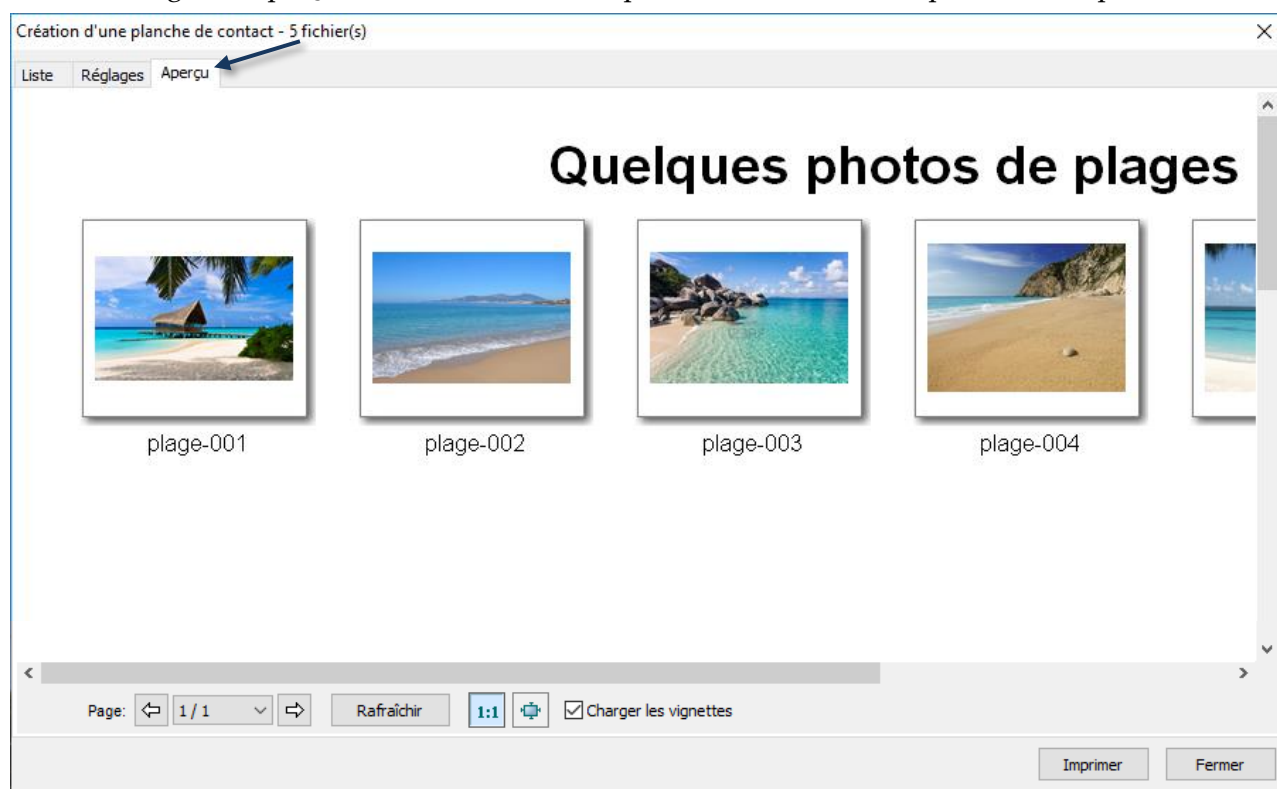 Création d'une planche de contact - 5 fichier(s)
Liste Réglages Aperçu
Quelques photos de plages
plage-001 plage-002 plage-003 plage-004
Page: 1 / 1 Rafraîchir 1:1 Charger les vignettes
Imprimer Fermer